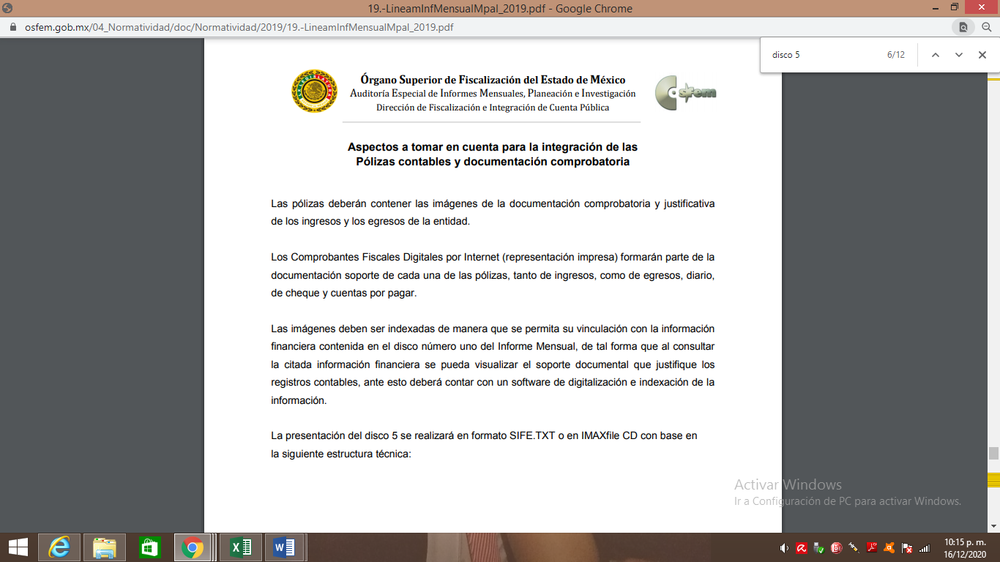 19.-LineamInfMensualMpal_2019.pdf - Google Chrome
osfem.gob.mx/04_Normatividad/doc/Normatividad/2019/19.-LineamInfMensualMpal_2019.pdf
disco 5 6/12
Órgano Superior de Fiscalización del Estado de México
Auditoría Especial de Informes Mensuales, Planeación e Investigación
Dirección de Fiscalización e Integración de Cuenta Pública
osfem
Aspectos a tomar en cuenta para la integración de las
Pólizas contables y documentación comprobatoria
Las pólizas deberán contener las imágenes de la documentación comprobatoria y justificativa
de los ingresos y los egresos de la entidad.
Los Comprobantes Fiscales Digitales por Internet (representación impresa) formarán parte de la
documentación soporte de cada una de las pólizas, tanto de ingresos, como de egresos, diario,
de cheque y cuentas por pagar.
Las imágenes deben ser indexadas de manera que se permita su vinculación con la información
financiera contenida en el disco número uno del Informe Mensual, de tal forma que al consultar
la citada información financiera se pueda visualizar el soporte documental que justifique los
registros contables, ante esto deberá contar con un software de digitalización e indexación de la
información.
La presentación del disco 5 se realizará en formato SIFE.TXT o en IMAXfile CD con base en
la siguiente estructura técnica:
Activar Windows
Ir a Configuración de PC para activar Windows.
10:15 p. m.
16/12/2020